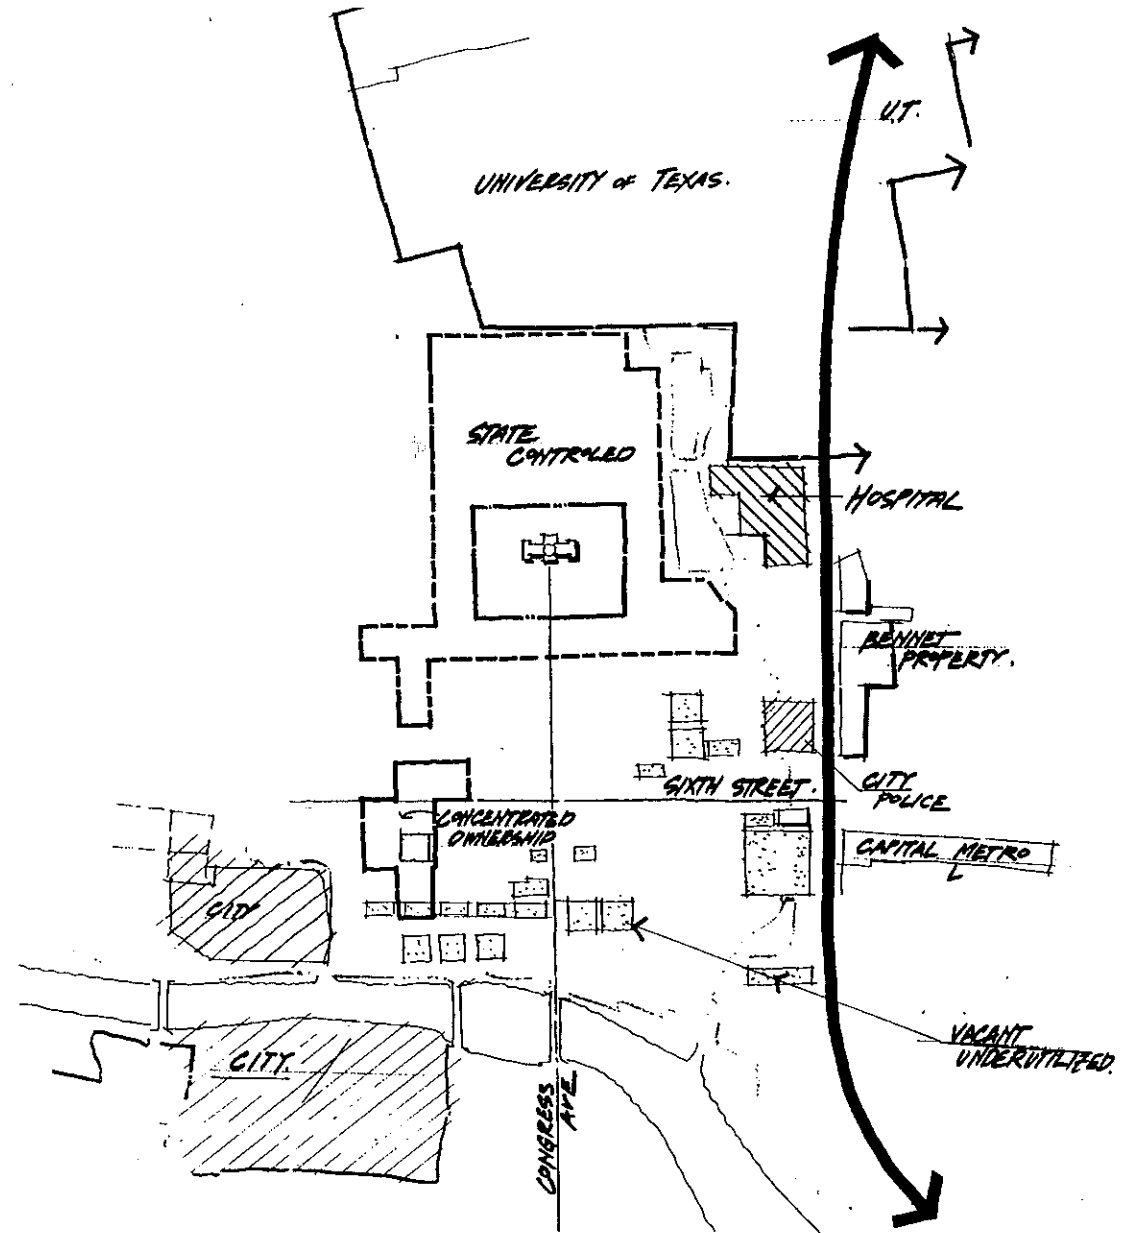 U.T.
UNIVERSITY OF TEXAS.
STATE
CONTROLED
HOSPITAL
BENNET
PROPERTY.
SIXTH STREET.
CITY
POLICE
CONCENTRATED
OWNERSHIP
CAPITAL METRO
CITY
VACANT
UNDERUTILIZED.
CITY.
CONGRESS
AVE.